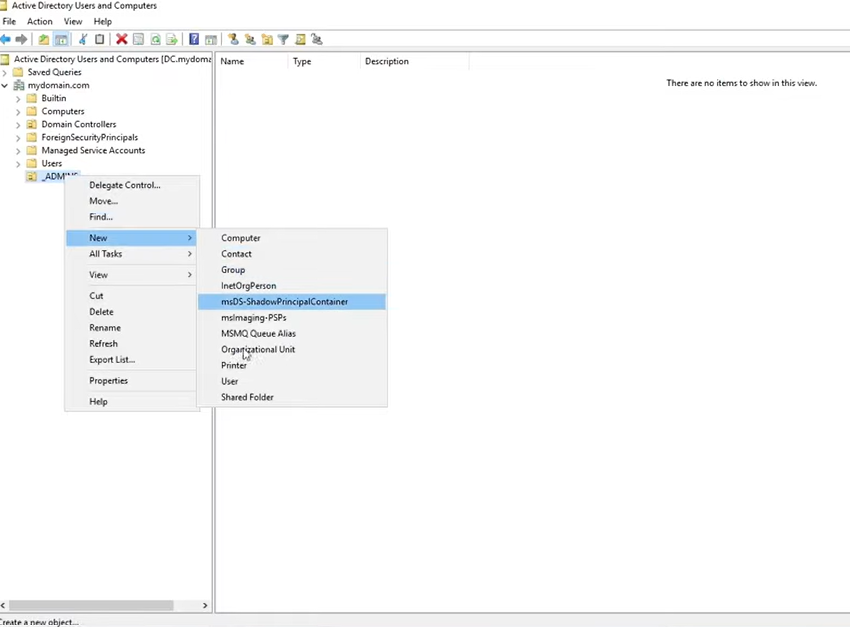 Active Directory Users and Computers
File Action View Help
Active Directory Users and Computers [DC.mydoma
Saved Queries
mydomain.com
Builtin
Computers
Domain Controllers
ForeignSecurityPrincipals
Managed Service Accounts
Users
_ADMINS
Name Type Description
There are no items to show in this view.
Delegate Control...
Move...
Find...
New
All Tasks
View
Cut
Delete
Rename
Refresh
Export List...
Properties
Help
Computer
Contact
Group
InetOrgPerson
msDS-ShadowPrincipalContainer
msImaging-PSPs
MSMQ Queue Alias
Organizational Unit
Printer
User
Shared Folder
Create a new object...